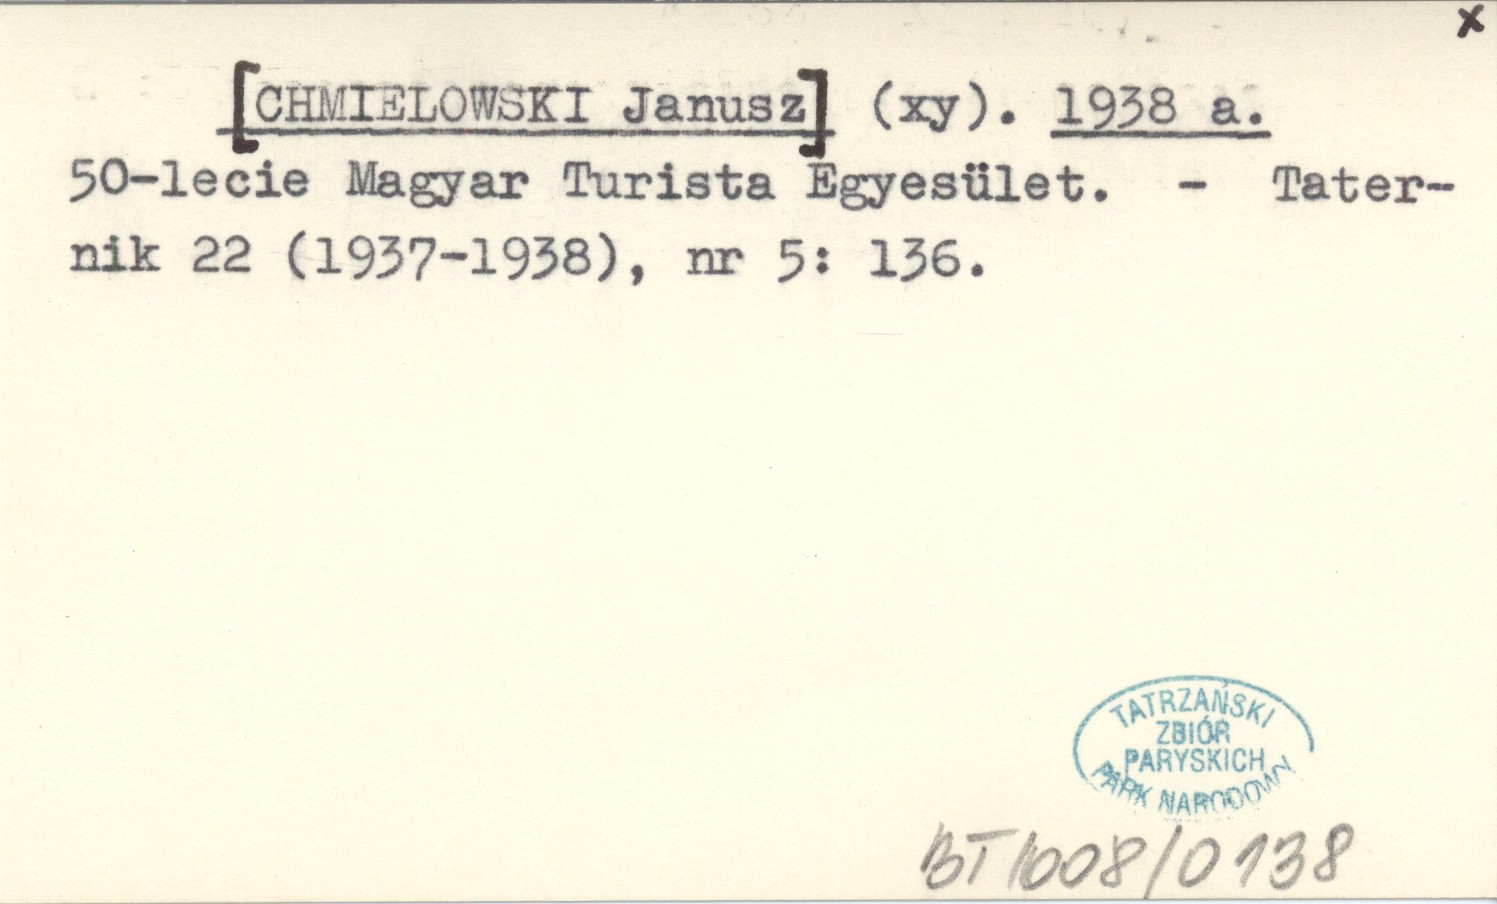 x
[CHMIELOWSKI Janusz] (xy). 1938 a.
50-lecie Magyar Turista Egyesület. - Tater-
nik 22 (1937-1938), nr 5: 136.
TATRZAŃSKI
ZBIÓR
PARYSKICH
PARK NARODOWY
BT/008/0138